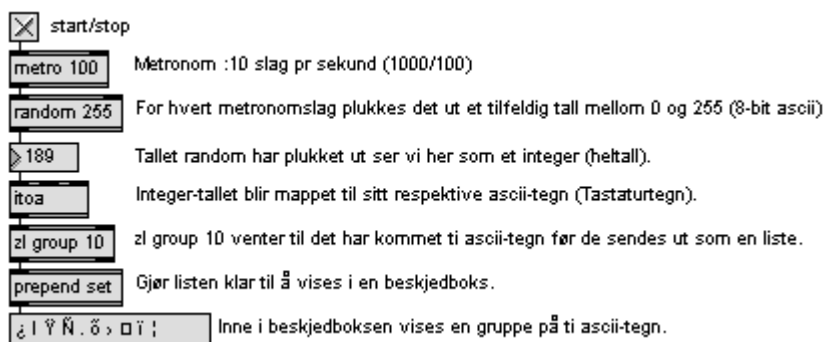 start/stop
metro 100 Metronom :10 slag pr sekund (1000/100)
random 255 For hvert metronomslag plukkes det ut et tilfeldig tall mellom 0 og 255 (8-bit ascii)
189 Tallet random har plukket ut ser vi her som et integer (heltall).
itoa Integer-tallet blir mappet til sitt respektive ascii-tegn (Tastaturtegn).
zl group 10 zl group 10 venter til det har kommet ti ascii-tegn før de sendes ut som en liste.
prepend set Gjør listen klar til å vises i en beskjedboks.
¿ I Ÿ Ñ . õ › ¤ ï ¦ Inne i beskjedboksen vises en gruppe på ti ascii-tegn.